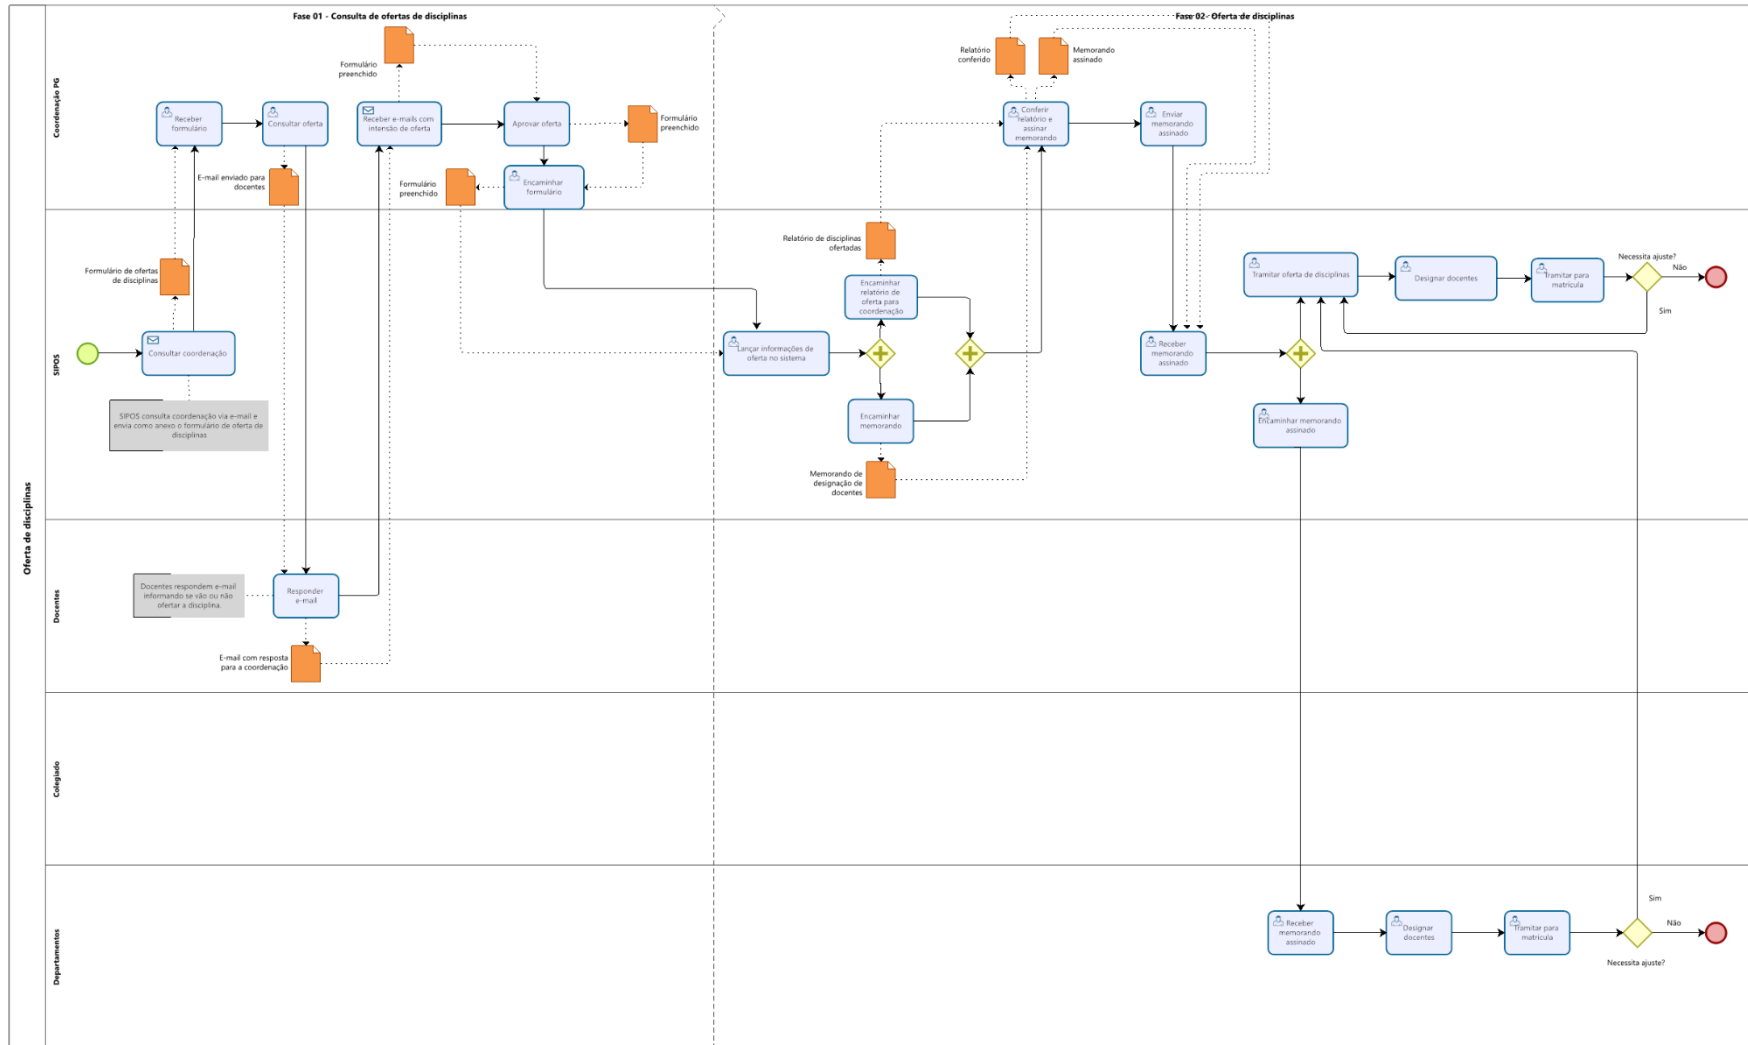 Oferta de disciplinas
Fase 01 - Consulta de ofertas de disciplinas
Fase 02- Oferta de disciplinas
Coordenação PG
Formulário
preenchido
Receber
formulário
Consultar oferta
Receber e-mails com
intensão de oferta
Aprovar oferta
Formulário
preenchido
E-mail enviado para
docentes
Formulário
preenchido
Encaminhar
formulário
Relatório
conferido
Memorando
assinado
Conferir
relatório e
assinar
memorando
Enviar
memorando
assinado
SIPOS
Formulário de ofertas
de disciplinas
Consultar coordenação
SIPOS consulta coordenação via e-mail e
envia como anexo o formulário de oferta de
disciplinas
Relatório de disciplinas
ofertadas
Encaminhar
relatório de
oferta para
coordenação
Lançar informações de
oferta no sistema
Encaminhar
memorando
Memorando de
designação de
docentes
Receber
memorando
assinado
Tramitar oferta de disciplinas
Designar docentes
Tramitar para
matrícula
Necessita ajuste?
Não
Sim
Encaminhar memorando
assinado
Docentes
Docentes respondem e-mail
informando se vão ou não
ofertar a disciplina.
Responder
e-mail
E-mail com resposta
para a coordenação
Colegiado
Departamentos
Receber
memorando
assinado
Designar
docentes
Tramitar para
matrícula
Sim
Não
Necessita ajuste?